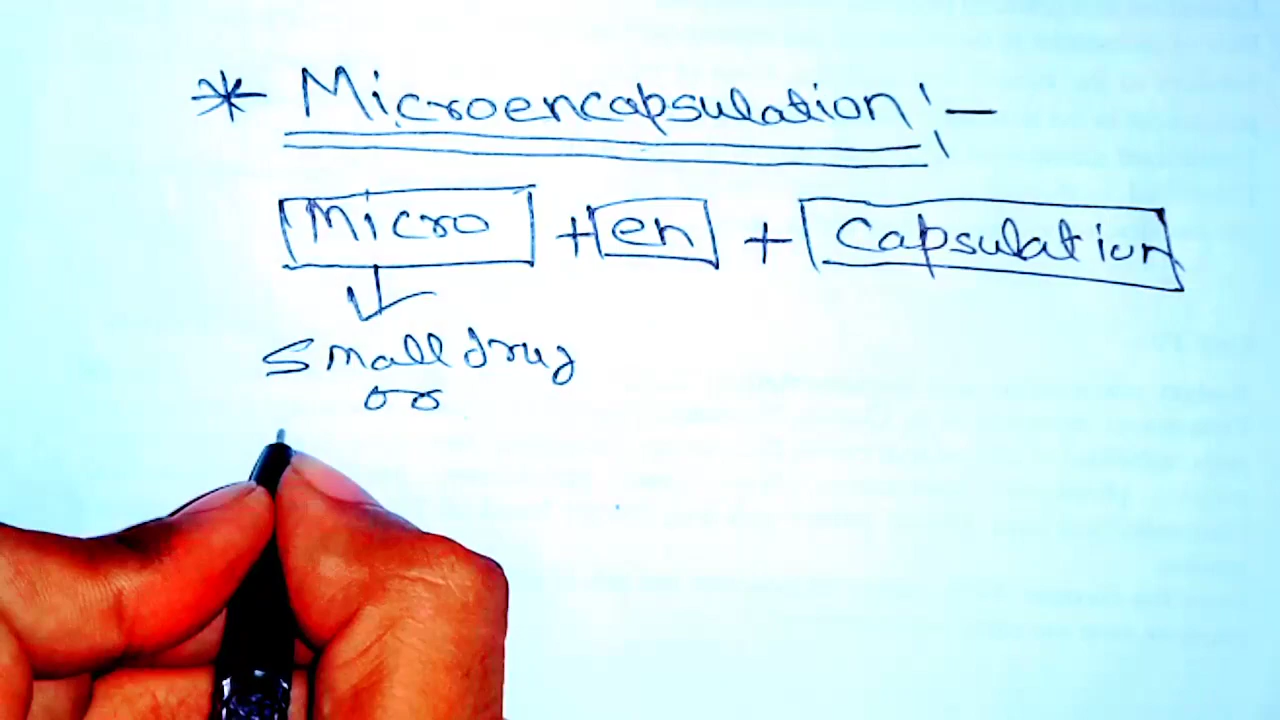 * Microencapsulation :-
Micro + en + Capsulation
Small drug
or